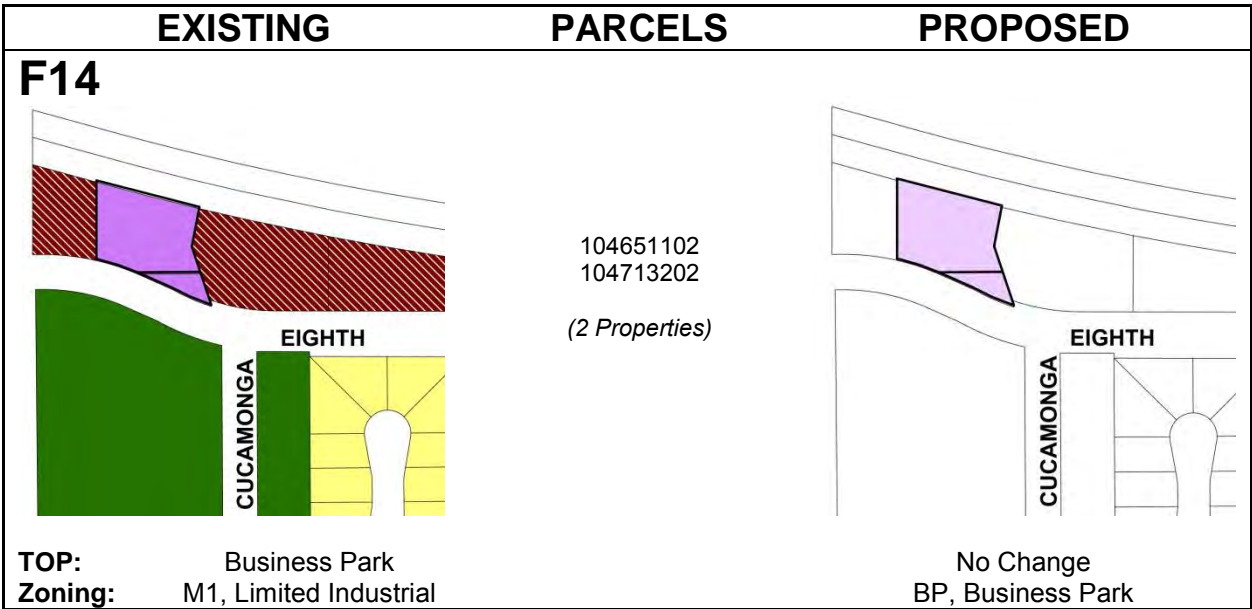 EXISTING PARCELS PROPOSED
F14
104651102
104713202
(2 Properties)
EIGHTH
CUCAMONGA
EIGHTH
CUCAMONGA
TOP: Business Park No Change
Zoning: M1, Limited Industrial BP, Business Park